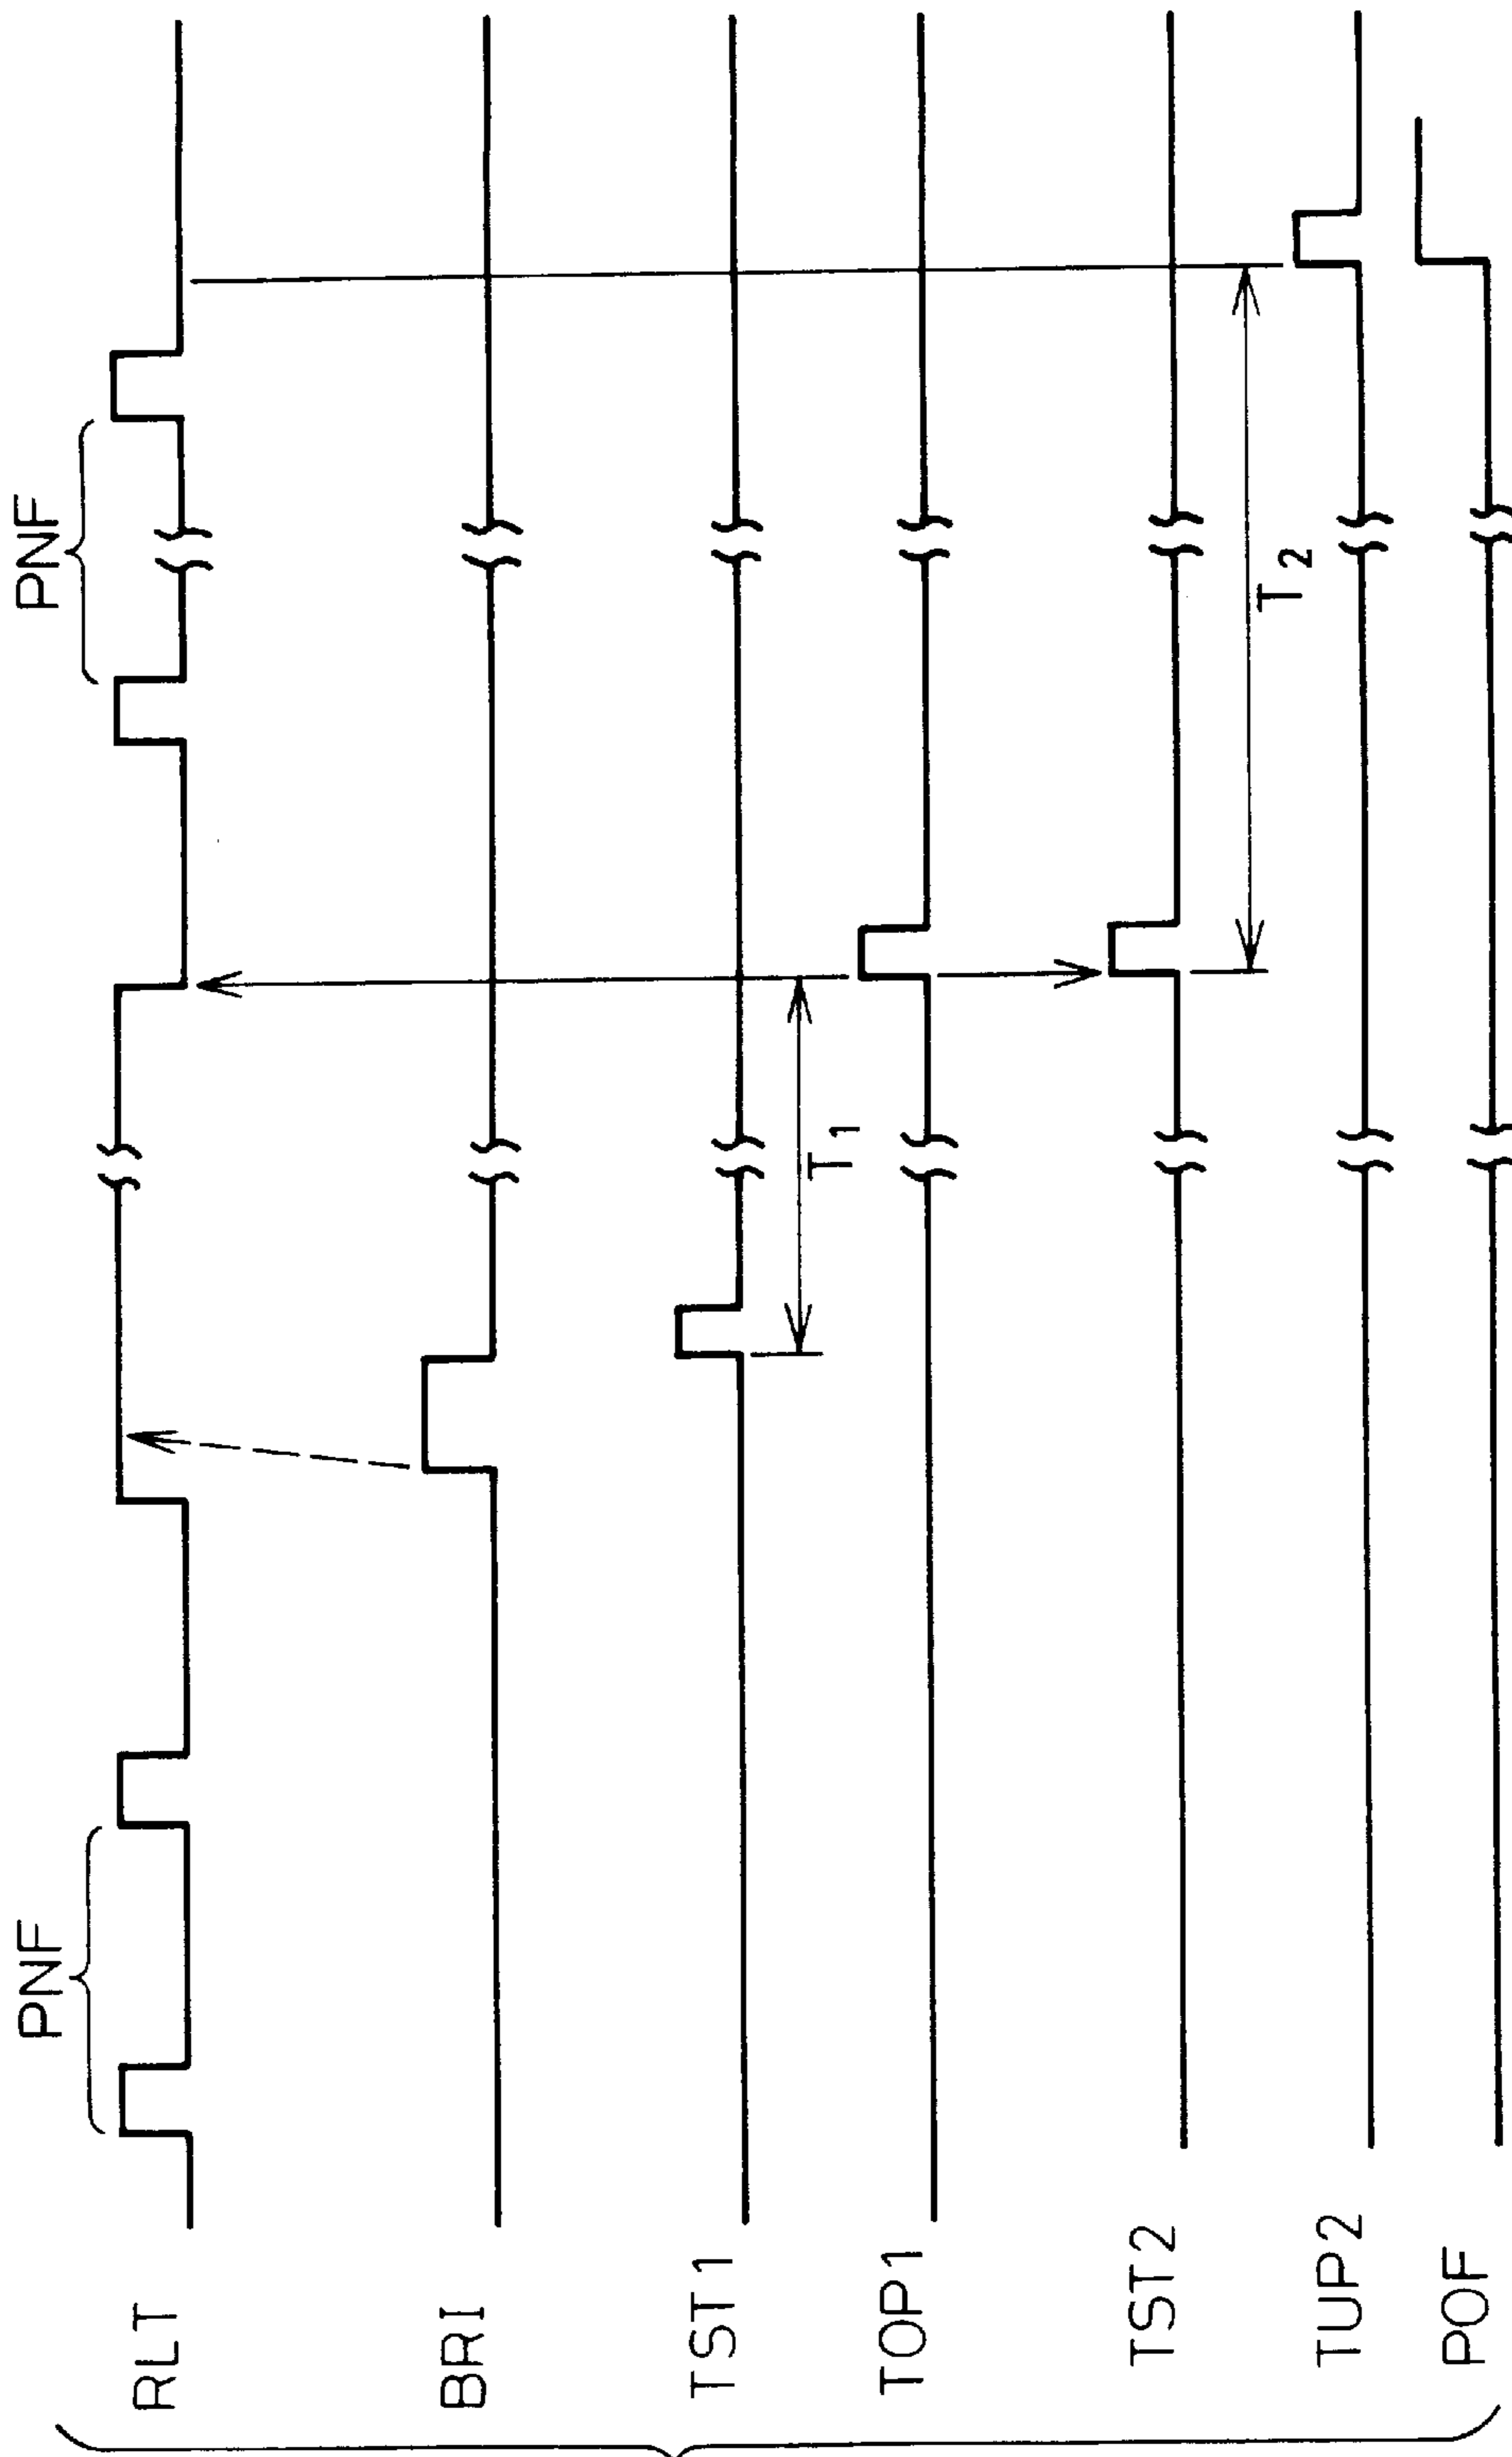 PNF
PNF
RLT
BRI
TST1
T1
TOP1
TST2
T2
TUP2
POF